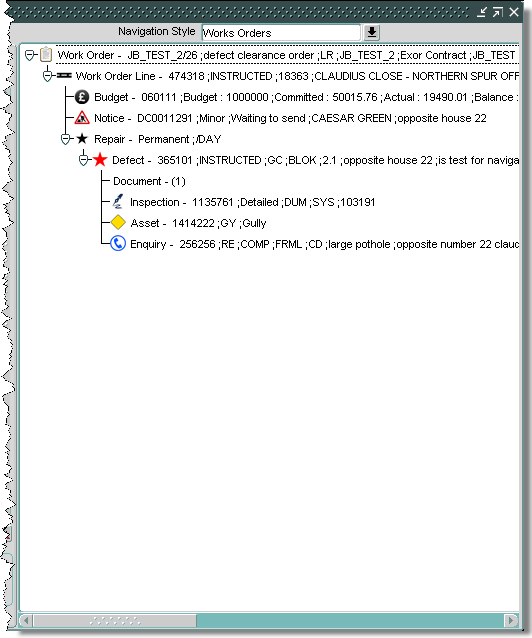 Navigation Style Works Orders
Work Order - JB_TEST_2/26 ;defect clearance order ;LR ;JB_TEST_2 ;Exor Contract ;JB_TEST
Work Order Line - 474318 ;INSTRUCTED ;18363 ;CLAUDIUS CLOSE - NORTHERN SPUR OFF
Budget - 060111 ;Budget : 1000000 ;Committed : 50015.76 ;Actual : 19490.01 ;Balance :
Notice - DC0011291 ;Minor ;Waiting to send ;CAESAR GREEN ;opposite house 22
Repair - Permanent ;/DAY
Defect - 365101 ;INSTRUCTED ;GC ;BLOK ;2.1 ;opposite house 22 ;is test for naviga
Document - (1)
Inspection - 1135761 ;Detailed ;DUM ;SYS ;103191
Asset - 1414222 ;GY ;Gully
Enquiry - 256256 ;RE ;COMP ;FRML ;CD ;large pothole ;opposite number 22 claud